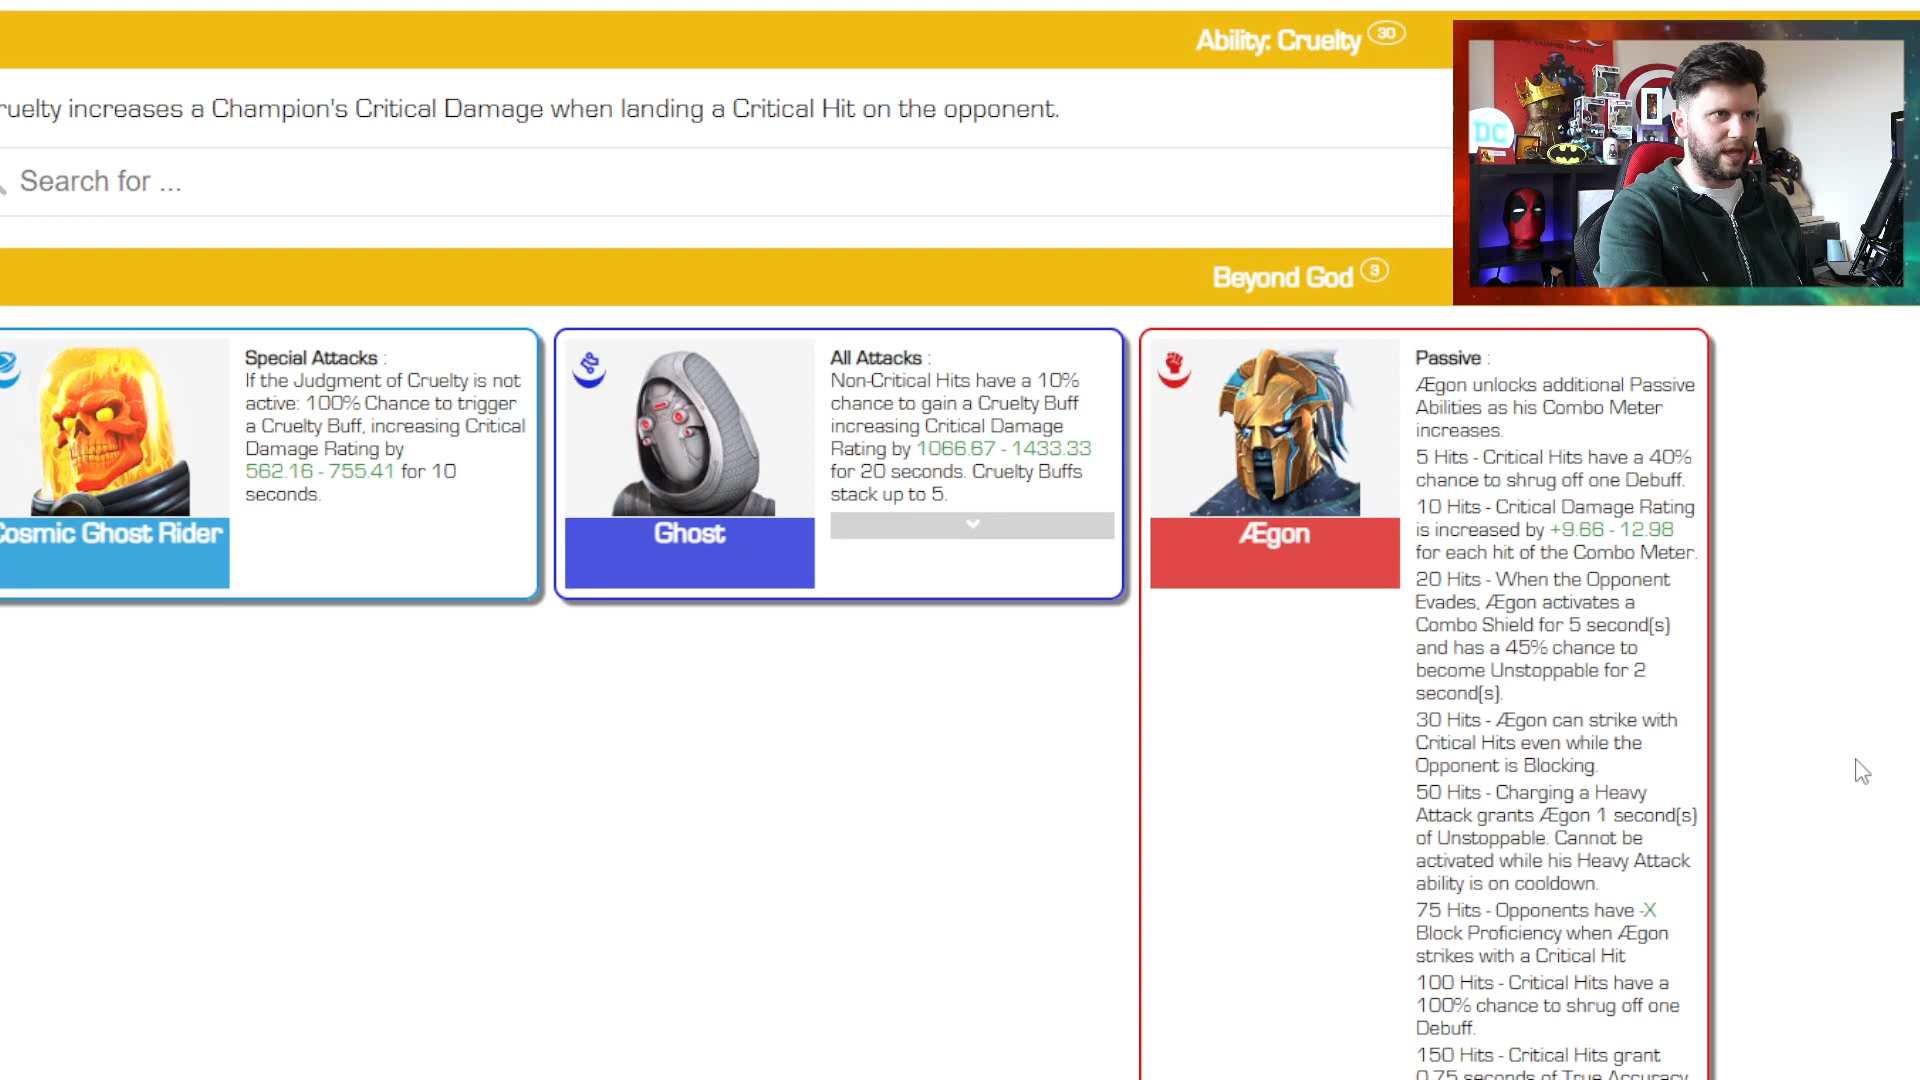 Ability: Cruelty 30
ruelty increases a Champion's Critical Damage when landing a Critical Hit on the opponent.
Search for ...
Beyond God 3
Special Attacks :
If the Judgment of Cruelty is not
active: 100% Chance to trigger
a Cruelty Buff, increasing Critical
Damage Rating by
562.16 - 755.41 for 10
seconds.
Cosmic Ghost Rider
All Attacks :
Non-Critical Hits have a 10%
chance to gain a Cruelty Buff
increasing Critical Damage
Rating by 1066.67 - 1433.33
for 20 seconds. Cruelty Buffs
stack up to 5.
Ghost
Passive :
Ægon unlocks additional Passive
Abilities as his Combo Meter
increases.
5 Hits - Critical Hits have a 40%
chance to shrug off one Debuff.
10 Hits - Critical Damage Rating
is increased by +9.66 - 12.98
for each hit of the Combo Meter.
20 Hits - When the Opponent
Evades, Ægon activates a
Combo Shield for 5 second(s)
and has a 45% chance to
become Unstoppable for 2
second(s).
30 Hits - Ægon can strike with
Critical Hits even while the
Opponent is Blocking.
50 Hits - Charging a Heavy
Attack grants Ægon 1 second(s)
of Unstoppable. Cannot be
activated while his Heavy Attack
ability is on cooldown.
75 Hits - Opponents have -X
Block Proficiency when Ægon
strikes with a Critical Hit
100 Hits - Critical Hits have a
100% chance to shrug off one
Debuff.
150 Hits - Critical Hits grant
0.75 seconds of True Accuracy
Ægon
DC